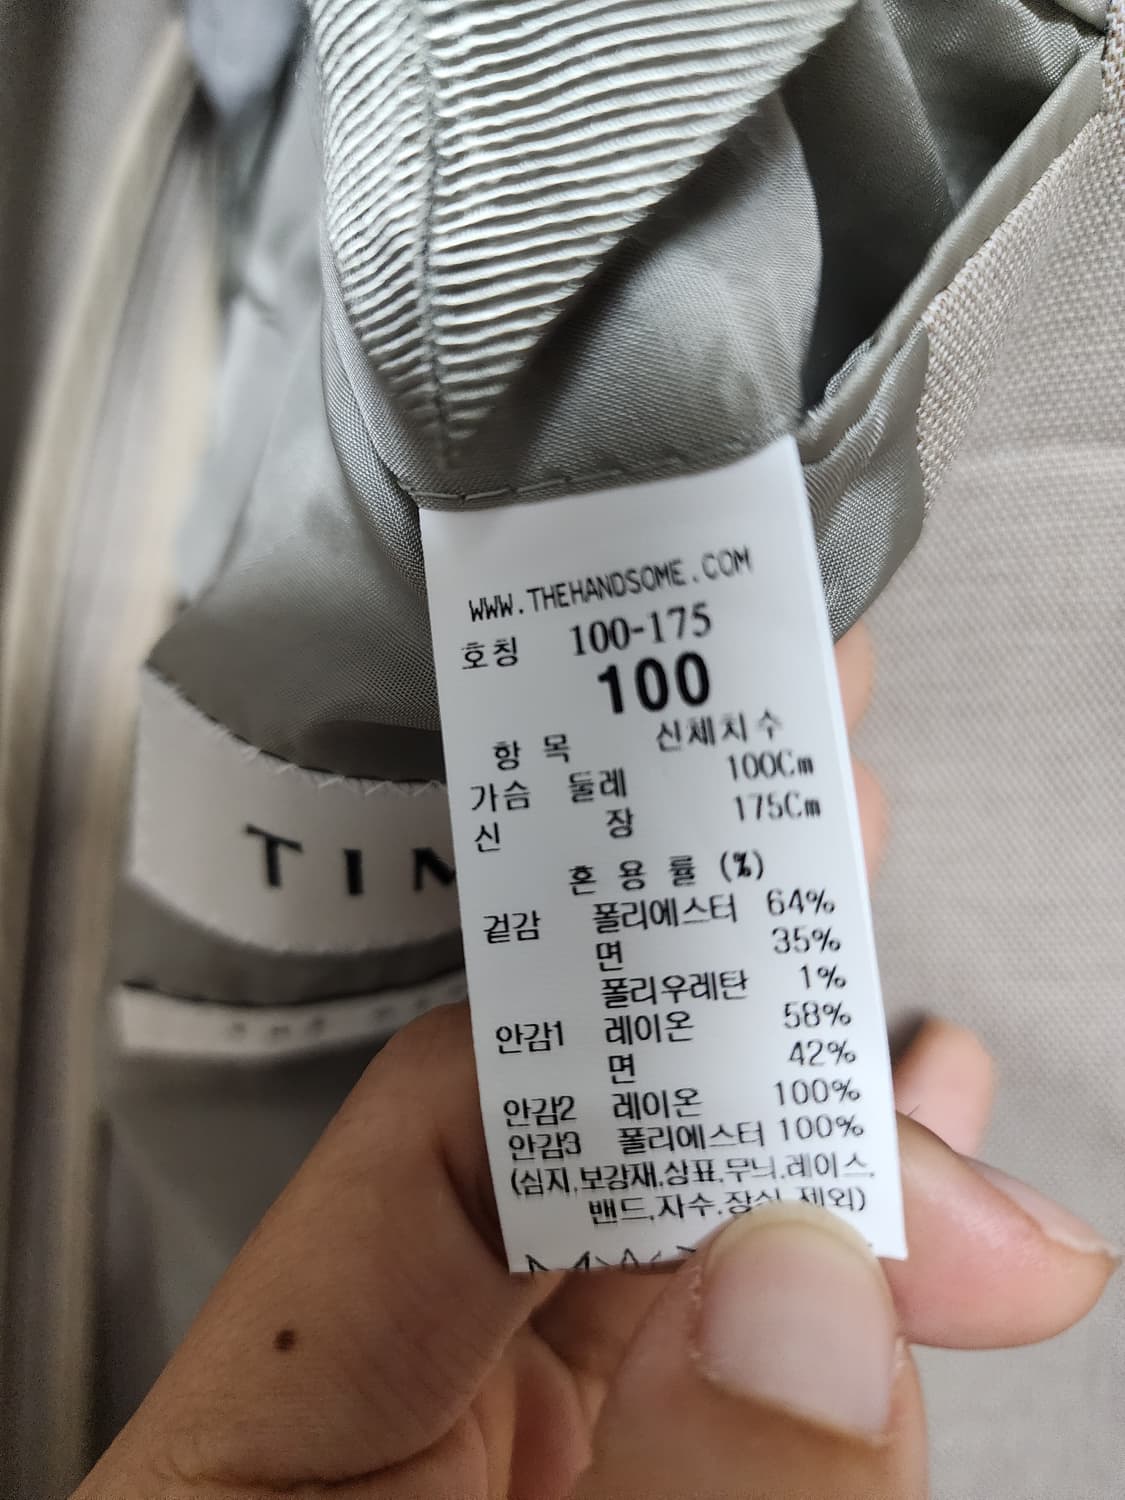 WWW.THEHANDSOME.COM
호칭 100-175
100
항 목 신체치수
가슴 둘레 100Cm
신 장 175Cm
혼 용 률 (%)
겉감 폴리에스터 64%
면 35%
폴리우레탄 1%
안감1 레이온 58%
면 42%
안감2 레이온 100%
안감3 폴리에스터 100%
(심지,보강재,상표,무늬,레이스,
밴드,자수,장식 제외)
TIM